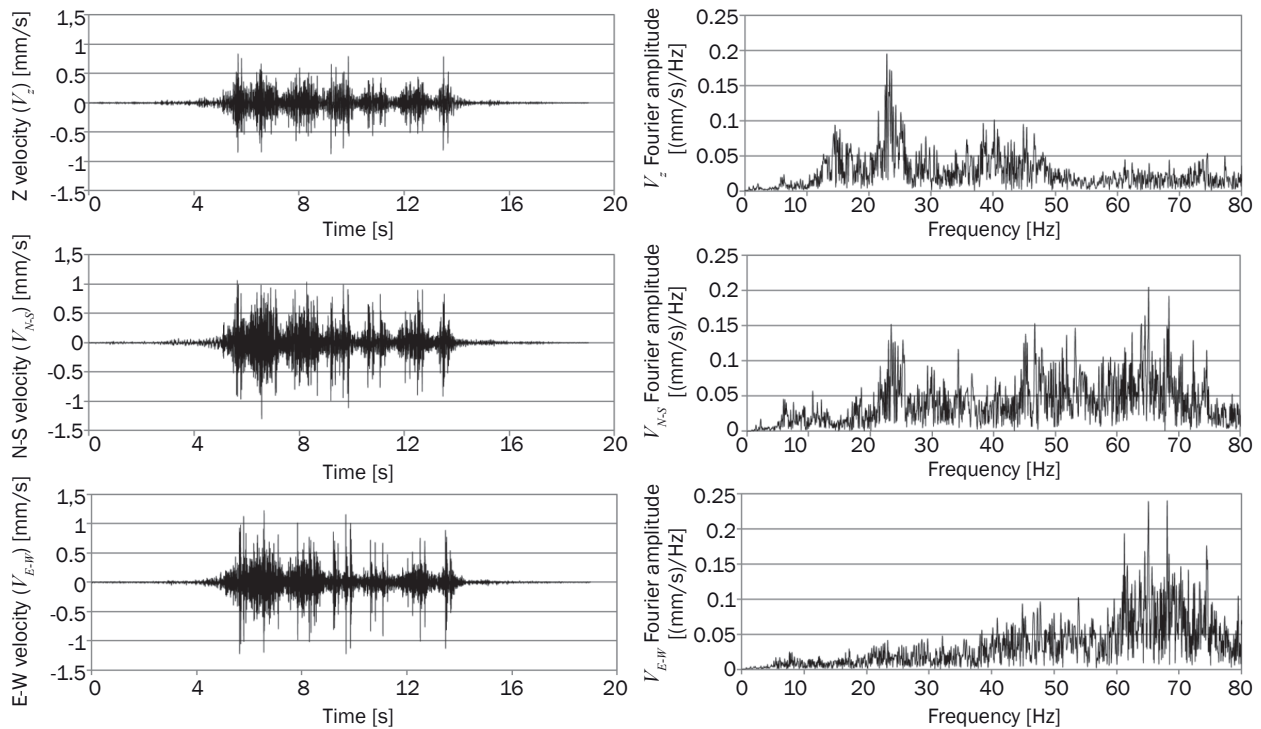 Z velocity (Vz) [mm/s]
1,5
1
0.5
0
-0.5
-1
-1.5
0 4 8 12 16 20
Time [s]
Vz Fourier amplitude
[(mm/s)/Hz]
0.25
0.2
0.15
0.1
0.05
0
0 10 20 30 40 50 60 70 80
Frequency [Hz]
N-S velocity (VN-S) [mm/s]
1,5
1
0.5
0
-0.5
-1
-1.5
0 4 8 12 16 20
Time [s]
VN-S Fourier amplitude
[(mm/s)/Hz]
0.25
0.2
0.15
0.1
0.05
0
0 10 20 30 40 50 60 70 80
Frequency [Hz]
E-W velocity (VE-W) [mm/s]
1,5
1
0.5
0
-0.5
-1
-1.5
0 4 8 12 16 20
Time [s]
VE-W Fourier amplitude
[(mm/s)/Hz]
0.25
0.2
0.15
0.1
0.05
0
0 10 20 30 40 50 60 70 80
Frequency [Hz]